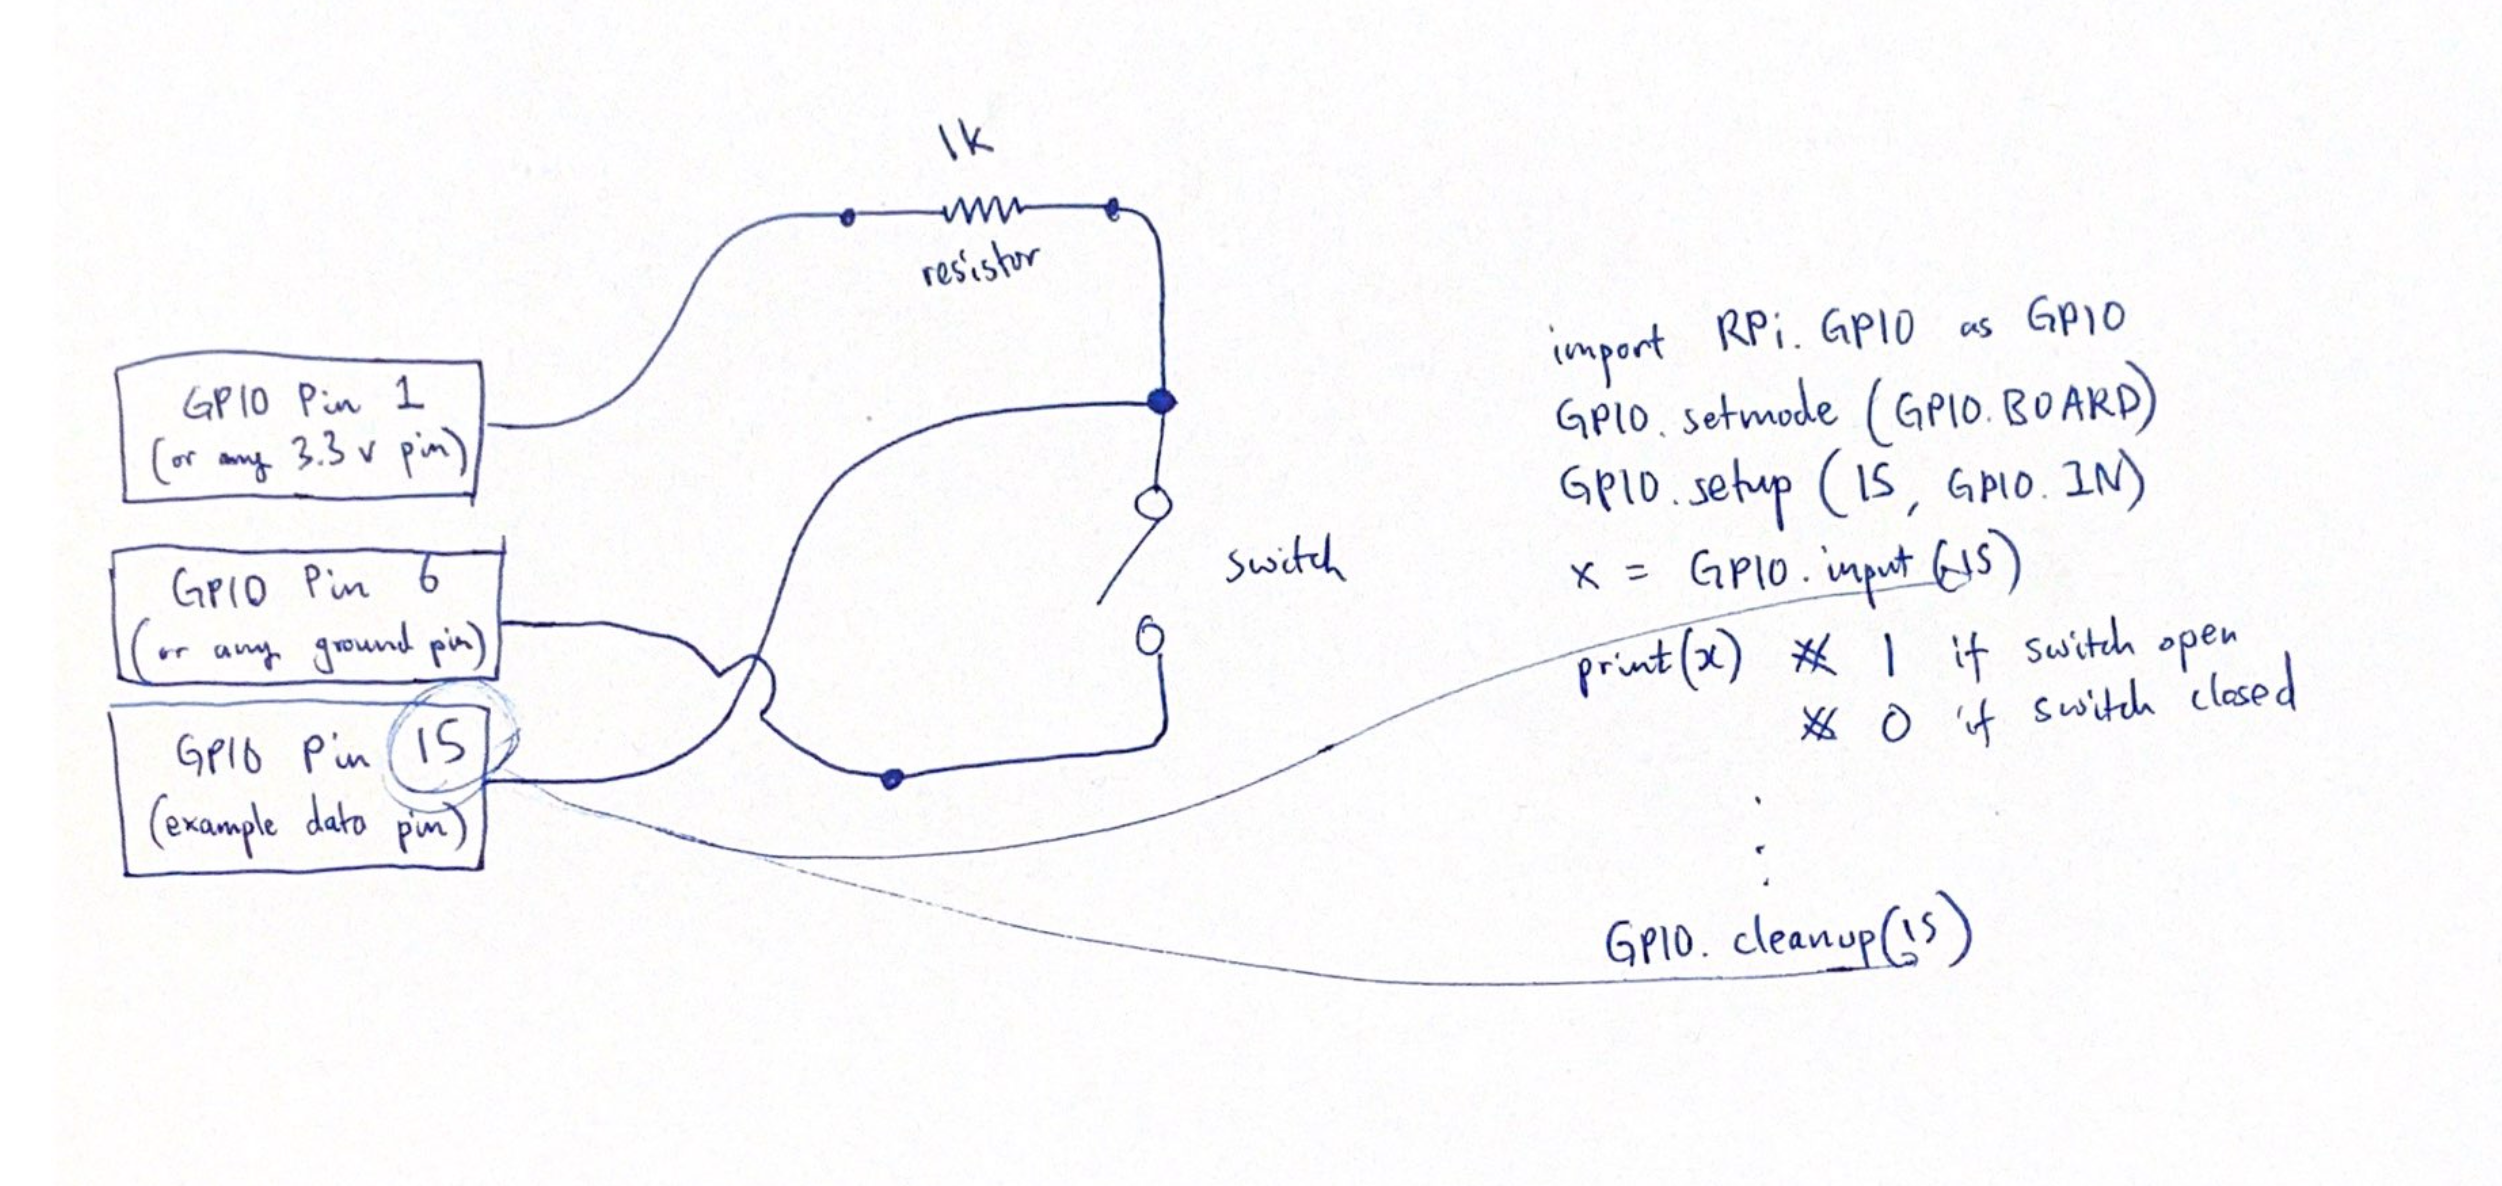 1k
resistor
GPIO Pin 1
(or any 3.3 v pin)
GPIO Pin 6
(or any ground pin)
GPIO Pin 15
(example data pin)
switch
import RPi.GPIO as GPIO
GPIO.setmode (GPIO.BOARD)
GPIO.setup (15, GPIO.IN)
x = GPIO.input (15)
print(x) # 1 if switch open
# 0 if switch closed
.
.
.
GPIO.cleanup(15)